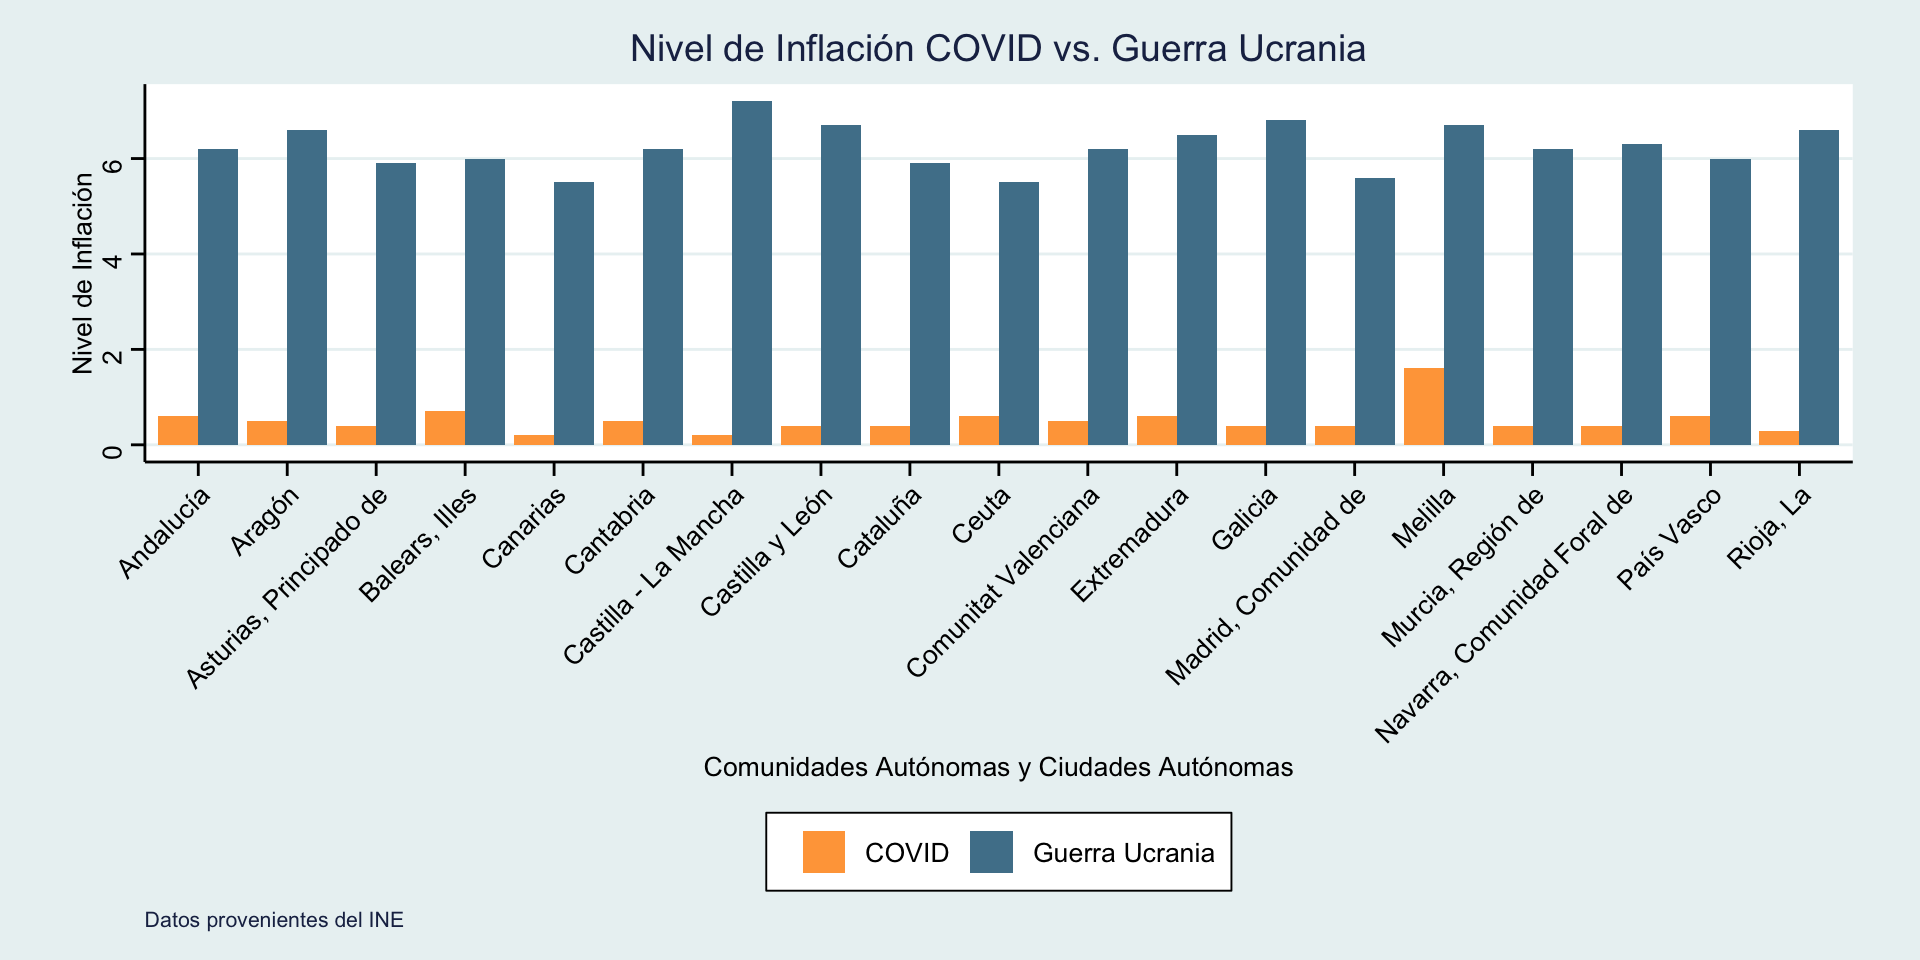 Nivel de Inflación COVID vs. Guerra Ucrania
Nivel de Inflación
6
4
2
0
Andalucía
Aragón
Asturias, Principado de
Balears, Illes
Canarias
Cantabria
Castilla - La Mancha
Castilla y León
Cataluña
Ceuta
Comunitat Valenciana
Extremadura
Galicia
Madrid, Comunidad de
Melilla
Murcia, Región de
Navarra, Comunidad Foral de
País Vasco
Rioja, La
Comunidades Autónomas y Ciudades Autónomas
COVID
Guerra Ucrania
Datos provenientes del INE